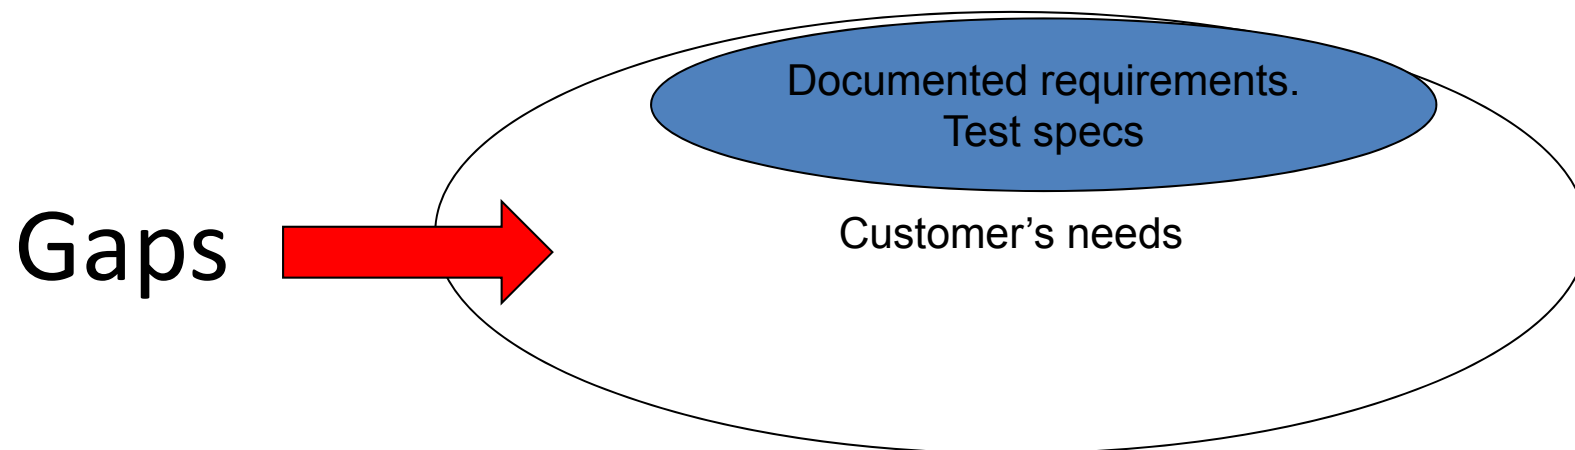 Documented requirements.
Test specs
Gaps
Customer’s needs